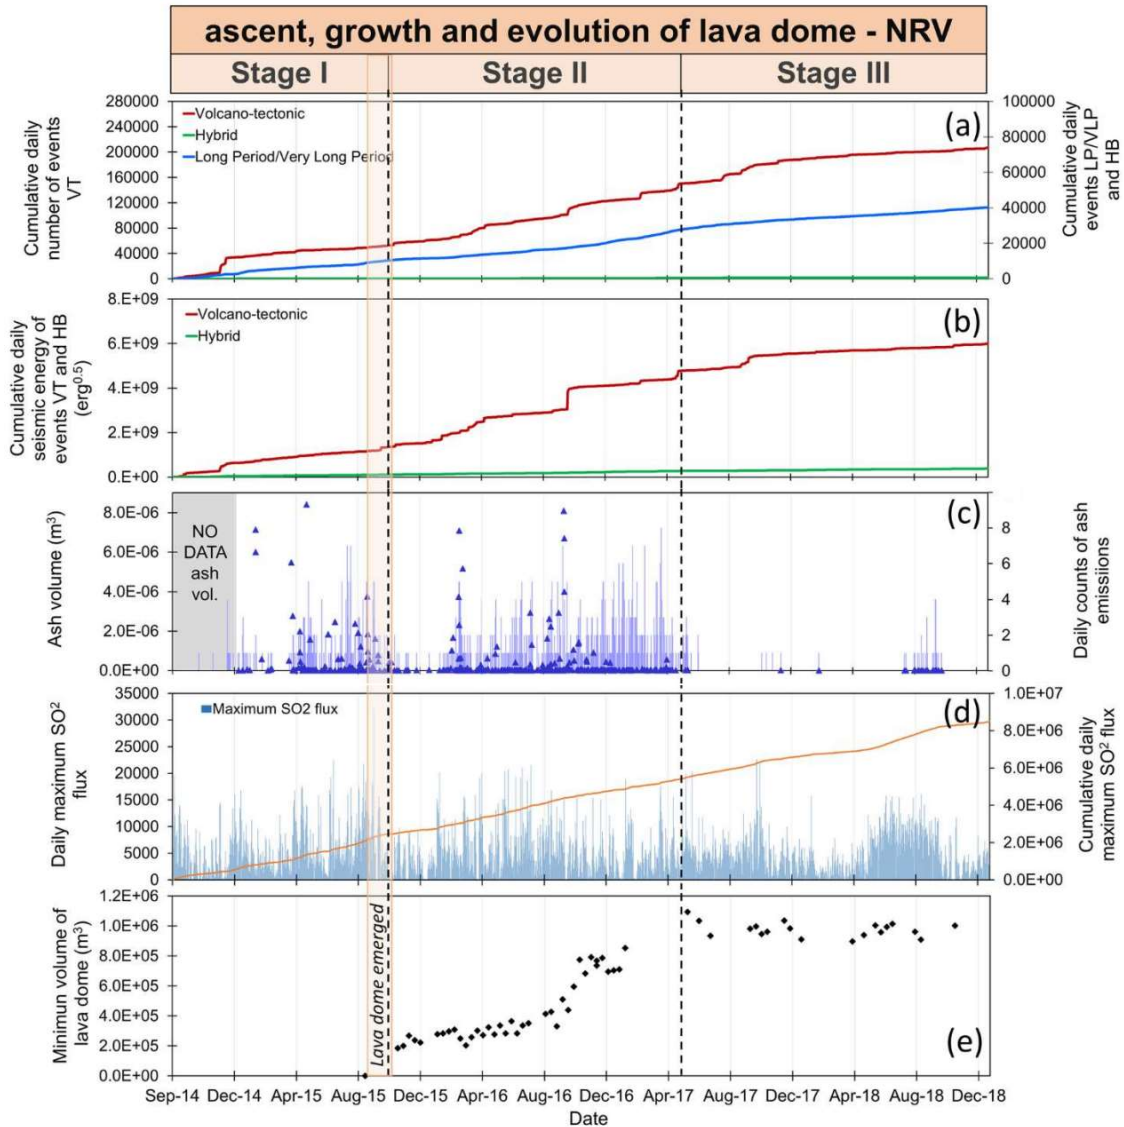 ascent, growth and evolution of lava dome - NRV
Stage I
Stage II
Stage III
280000
240000
200000
160000
120000
80000
40000
0
Cumulative daily
number of events
VT
Volcano-tectonic
Hybrid
Long Period/Very Long Period
(a)
100000
80000
60000
40000
20000
0
Cumulative daily
events LP/VLP
and HB
8.E+09
6.E+09
4.E+09
2.E+09
0.E+00
Cumulative daily
seismic energy of
events VT and HB
(erg0.5)
Volcano-tectonic
Hybrid
(b)
8.0E-06
6.0E-06
4.0E-06
2.0E-06
0.0E+00
Ash volume (m3)
NO
DATA
ash
vol.
(c)
8
6
4
2
0
Daily counts of ash
emissions
35000
30000
25000
20000
15000
10000
5000
0
Daily maximum SO2
flux
Maximum SO2 flux
(d)
1.0E+07
8.0E+06
6.0E+06
4.0E+06
2.0E+06
0.0E+00
Cumulative daily
maximum SO2 flux
1.2E+06
1.0E+06
8.0E+05
6.0E+05
4.0E+05
2.0E+05
0.0E+00
Minimun volume of
lava dome (m3)
Lava dome emerged
(e)
Sep-14 Dec-14 Apr-15 Aug-15 Dec-15 Apr-16 Aug-16 Dec-16 Apr-17 Aug-17 Dec-17 Apr-18 Aug-18 Dec-18
Date